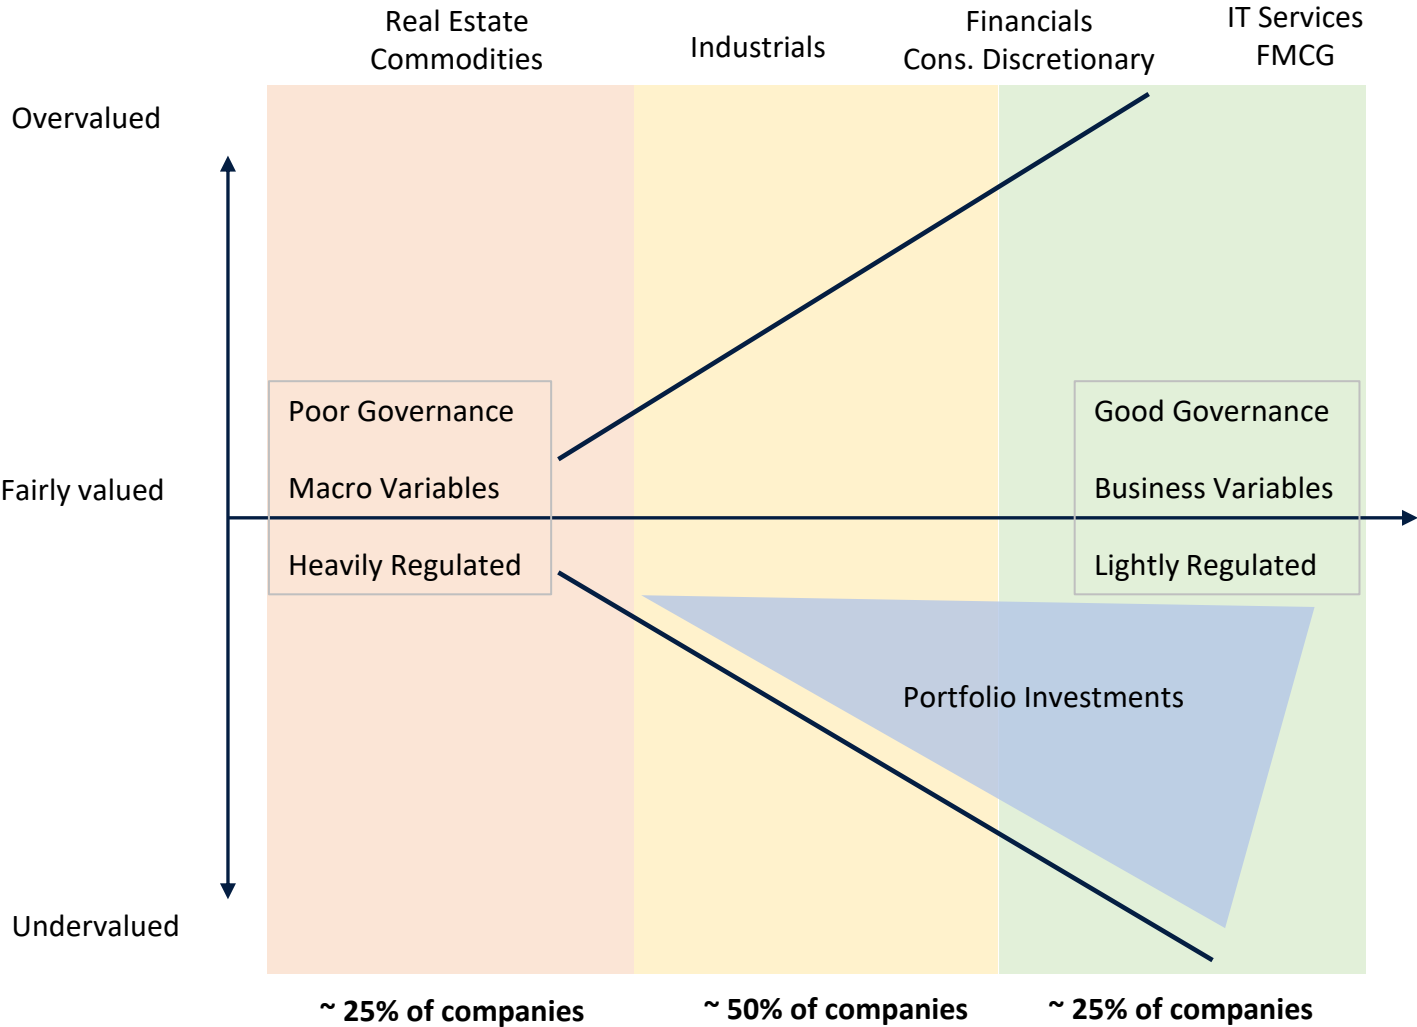 Real Estate
Commodities
Industrials
Financials
Cons. Discretionary
IT Services
FMCG
Overvalued
Fairly valued
Undervalued
Poor Governance
Macro Variables
Heavily Regulated
Good Governance
Business Variables
Lightly Regulated
Portfolio Investments
~ 25% of companies
~ 50% of companies
~ 25% of companies